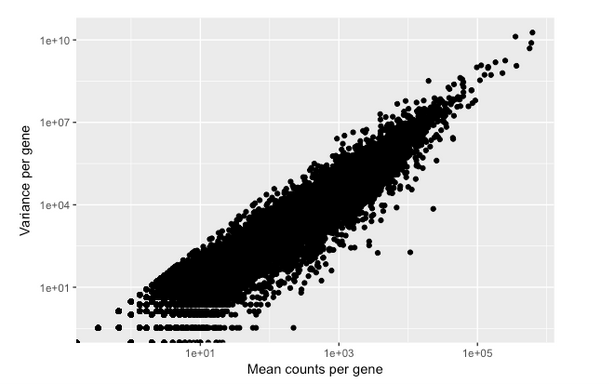 1e+10
1e+07
1e+04
1e+01
Variance per gene
1e+01 1e+03 1e+05
Mean counts per gene